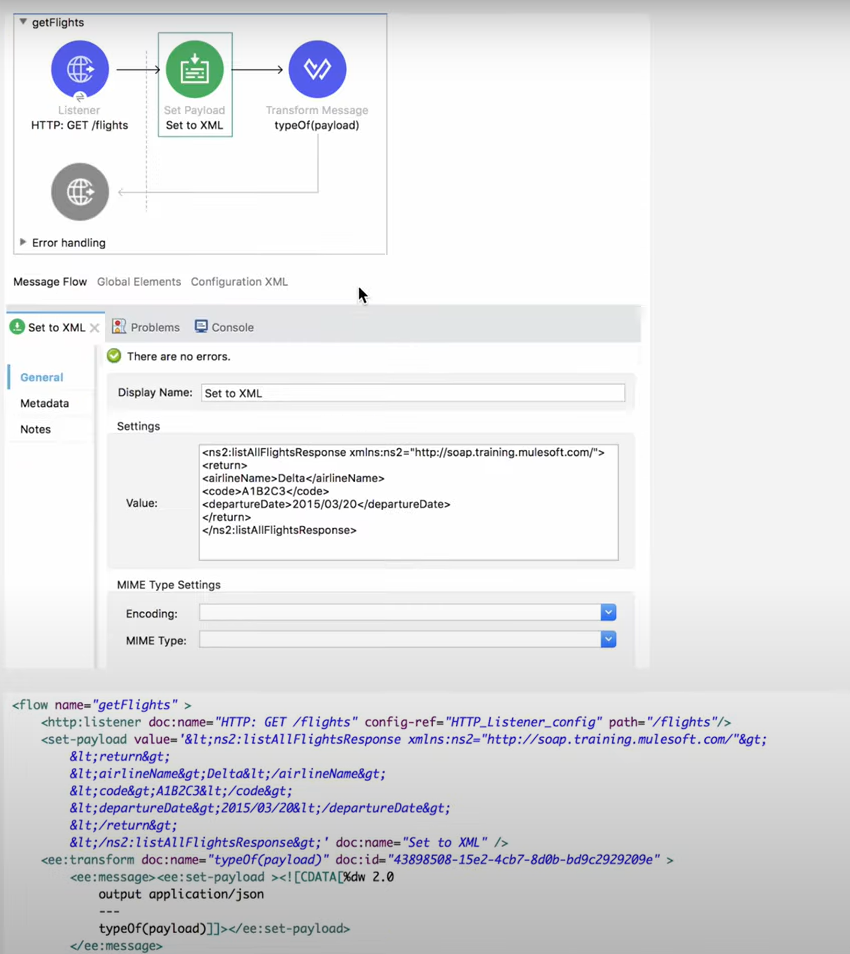 getFlights
Listener
HTTP: GET /flights
Set Payload
Set to XML
Transform Message
typeOf(payload)
Error handling
Message Flow Global Elements Configuration XML
Set to XML Problems Console
There are no errors.
General
Metadata
Notes
Display Name: Set to XML
Settings
Value:
<ns2:listAllFlightsResponse xmlns:ns2="http://soap.training.mulesoft.com/">
<return>
<airlineName>Delta</airlineName>
<code>A1B2C3</code>
<departureDate>2015/03/20</departureDate>
</return>
</ns2:listAllFlightsResponse>
MIME Type Settings
Encoding:
MIME Type:
<flow name="getFlights" >
<http:listener doc:name="HTTP: GET /flights" config-ref="HTTP_Listener_config" path="/flights"/>
<set-payload value='&lt;ns2:listAllFlightsResponse xmlns:ns2="http://soap.training.mulesoft.com/"&gt;
&lt;return&gt;
&lt;airlineName&gt;Delta&lt;/airlineName&gt;
&lt;code&gt;A1B2C3&lt;/code&gt;
&lt;departureDate&gt;2015/03/20&lt;/departureDate&gt;
&lt;/return&gt;
&lt;/ns2:listAllFlightsResponse&gt;' doc:name="Set to XML" />
<ee:transform doc:name="typeOf(payload)" doc:id="43898508-15e2-4cb7-8d0b-bd9c2929209e" >
<ee:message><ee:set-payload ><![CDATA[%dw 2.0
output application/json
---
typeOf(payload)]]></ee:set-payload>
</ee:message>